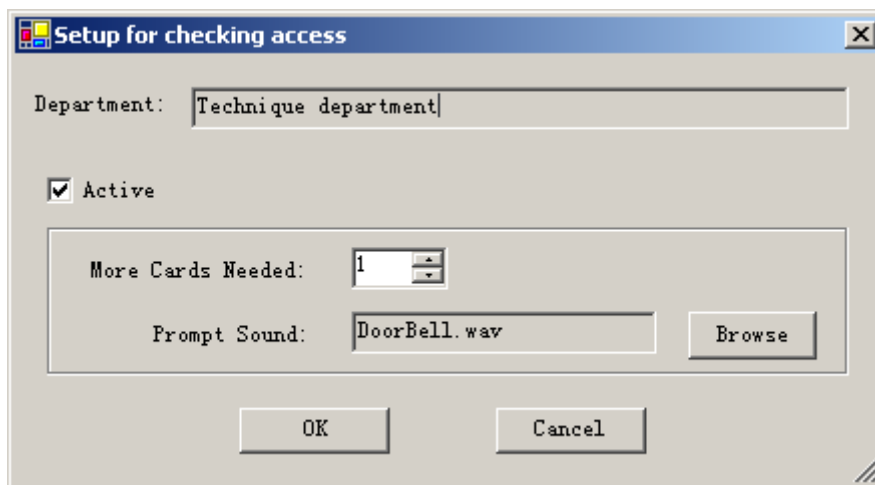 Setup for checking access
Department: Technique department
Active
More Cards Needed: 1
Prompt Sound: DoorBell.wav Browse
OK Cancel